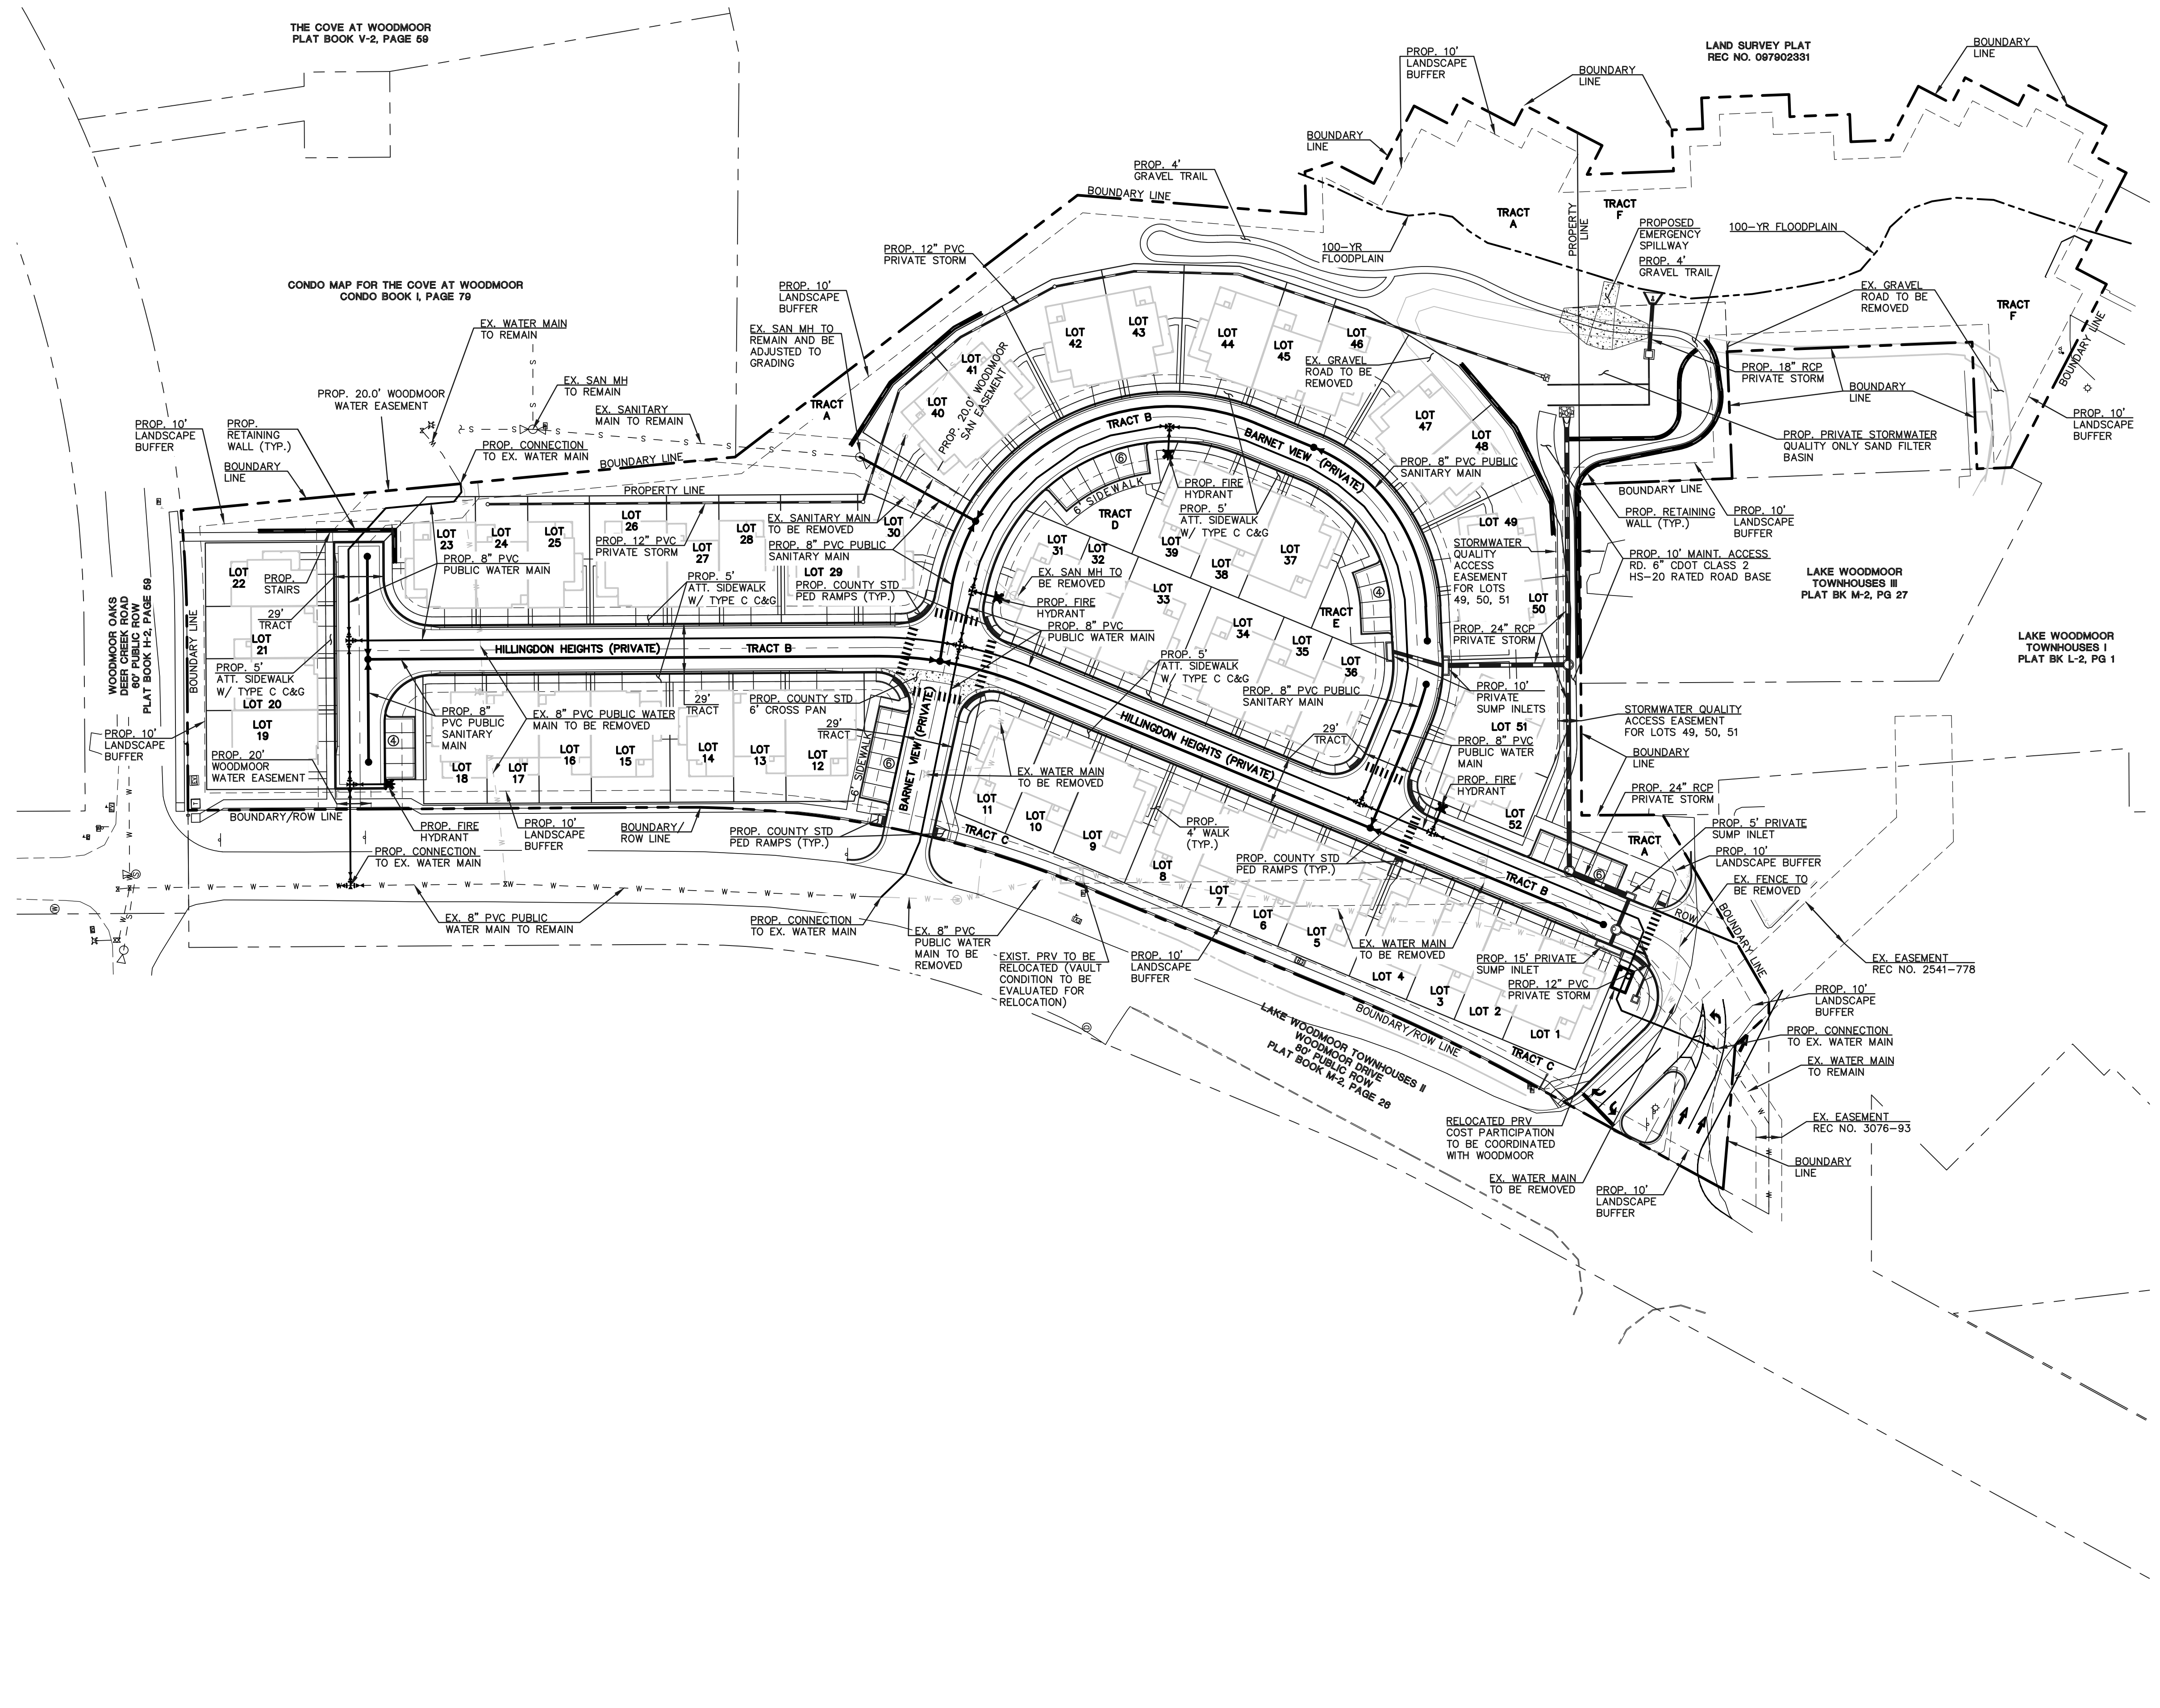 THE COVE AT WOODMOOR
PLAT BOOK V-2, PAGE 59
LAND SURVEY PLAT
REC NO. 097902331
BOUNDARY
LINE
PROP. 10'
LANDSCAPE
BUFFER
BOUNDARY
LINE
BOUNDARY
LINE
PROP. 4'
GRAVEL TRAIL
BOUNDARY LINE
TRACT
A
TRACT
F
PROPERTY
LINE
PROPOSED
EMERGENCY
SPILLWAY
100-YR FLOODPLAIN
PROP. 12" PVC
PRIVATE STORM
100-YR
FLOODPLAIN
PROP. 4'
GRAVEL TRAIL
CONDO MAP FOR THE COVE AT WOODMOOR
CONDO BOOK I, PAGE 79
PROP. 10'
LANDSCAPE
BUFFER
EX. GRAVEL
ROAD TO BE
REMOVED
TRACT
F
BOUNDARY LINE
EX. WATER MAIN
TO REMAIN
EX. SAN MH TO
REMAIN AND BE
ADJUSTED TO
GRADING
LOT
42
LOT
43
LOT
44
LOT
45
LOT
46
LOT
41
EX. GRAVEL
ROAD TO BE
REMOVED
PROP. 18" RCP
PRIVATE STORM
BOUNDARY
LINE
EX. SAN MH
TO REMAIN
PROP. 20.0' WOODMOOR
WATER EASEMENT
EX. SANITARY
MAIN TO REMAIN
TRACT
A
LOT
40
PROP. 20.0' WOODMOOR
SAN EASEMENT
TRACT B
BARNET VIEW (PRIVATE)
LOT
47
LOT
48
PROP. 10'
LANDSCAPE
BUFFER
PROP. 10'
LANDSCAPE
BUFFER
PROP.
RETAINING
WALL (TYP.)
PROP. CONNECTION
TO EX. WATER MAIN
PROP. PRIVATE STORMWATER
QUALITY ONLY SAND FILTER
BASIN
BOUNDARY
LINE
BOUNDARY LINE
PROPERTY LINE
6
6' SIDEWALK
PROP. FIRE
HYDRANT
PROP. 8" PVC PUBLIC
SANITARY MAIN
BOUNDARY LINE
PROP. 5'
ATT. SIDEWALK
W/ TYPE C C&G
PROP. RETAINING
WALL (TYP.)
PROP. 10'
LANDSCAPE
BUFFER
LOT
23
LOT
24
LOT
25
LOT
26
PROP. 12" PVC
PRIVATE STORM
LOT
27
LOT
28
EX. SANITARY MAIN
TO BE REMOVED
LOT
30
PROP. 8" PVC PUBLIC
SANITARY MAIN
TRACT
D
LOT
31
LOT
32
LOT
39
LOT
38
LOT
37
LOT 49
STORMWATER
QUALITY
ACCESS
EASEMENT
FOR LOTS
49, 50, 51
PROP. 10' MAINT. ACCESS
RD. 6" CDOT CLASS 2
HS-20 RATED ROAD BASE
LAKE WOODMOOR
TOWNHOUSES III
PLAT BK M-2, PG 27
LOT
22
PROP.
STAIRS
PROP. 8" PVC
PUBLIC WATER MAIN
LOT 29
PROP. COUNTY STD
PED RAMPS (TYP.)
PROP. 5'
ATT. SIDEWALK
W/ TYPE C C&G
EX. SAN MH TO
BE REMOVED
LOT
33
4
LOT
50
29'
TRACT
PROP. FIRE
HYDRANT
TRACT
E
PROP. 8" PVC
PUBLIC WATER MAIN
LOT
34
LOT
35
LOT
36
PROP. 24" RCP
PRIVATE STORM
LAKE WOODMOOR
TOWNHOUSES I
PLAT BK L-2, PG 1
WOODMOOR OAKS
DEER CREEK ROAD
60' PUBLIC ROW
PLAT BOOK H-2, PAGE 59
BOUNDARY LINE
LOT
21
HILLINGDON HEIGHTS (PRIVATE)
TRACT B
PROP. 5'
ATT. SIDEWALK
W/ TYPE C C&G
LOT 20
PROP. 5'
ATT. SIDEWALK
W/ TYPE C C&G
PROP. 8" PVC PUBLIC
SANITARY MAIN
PROP. 10'
PRIVATE
SUMP INLETS
PROP. COUNTY STD
6' CROSS PAN
29'
TRACT
PROP. 8"
PVC PUBLIC
SANITARY
MAIN
EX. 8" PVC PUBLIC WATER
MAIN TO BE REMOVED
LOT
19
29'
TRACT
HILLINGDON HEIGHTS (PRIVATE)
29'
TRACT
LOT 51
STORMWATER QUALITY
ACCESS EASEMENT
FOR LOTS 49, 50, 51
PROP. 10'
LANDSCAPE
BUFFER
4
PROP. 20'
WOODMOOR
WATER EASEMENT
LOT
18
LOT
17
LOT
16
LOT
15
LOT
14
LOT
13
LOT
12
6' SIDEWALK
6
BARNET VIEW (PRIVATE)
EX. WATER MAIN
TO BE REMOVED
PROP. 8" PVC
PUBLIC WATER
MAIN
BOUNDARY
LINE
PROP. FIRE
HYDRANT
PROP. 24" RCP
PRIVATE STORM
BOUNDARY/ROW LINE
PROP. FIRE
HYDRANT
PROP. 10'
LANDSCAPE
BUFFER
BOUNDARY/
ROW LINE
PROP. COUNTY STD
PED RAMPS (TYP.)
LOT
11
LOT
10
LOT
9
PROP.
4' WALK
(TYP.)
LOT
52
PROP. 5' PRIVATE
SUMP INLET
TRACT
A
PROP. CONNECTION
TO EX. WATER MAIN
TRACT C
LOT
8
PROP. COUNTY STD
PED RAMPS (TYP.)
PROP. 10'
LANDSCAPE BUFFER
6
TRACT B
EX. FENCE TO
BE REMOVED
LOT
7
LOT
6
LOT
5
ROW
BOUNDARY LINE
EX. 8" PVC PUBLIC
WATER MAIN TO REMAIN
PROP. CONNECTION
TO EX. WATER MAIN
EX. 8" PVC
PUBLIC WATER
MAIN TO BE
REMOVED
EXIST. PRV TO BE
RELOCATED (VAULT
CONDITION TO BE
EVALUATED FOR
RELOCATION)
PROP. 10'
LANDSCAPE
BUFFER
EX. WATER MAIN
TO BE REMOVED
PROP. 15' PRIVATE
SUMP INLET
EX. EASEMENT
REC NO. 2541-778
LOT 4
LOT
3
LOT 2
LOT 1
PROP. 12" PVC
PRIVATE STORM
PROP. 10'
LANDSCAPE
BUFFER
LAKE WOODMOOR TOWNHOUSES II
WOODMOOR DRIVE
80' PUBLIC ROW
PLAT BOOK M-2, PAGE 26
BOUNDARY/ROW LINE
TRACT C
PROP. CONNECTION
TO EX. WATER MAIN
EX. WATER MAIN
TO REMAIN
RELOCATED PRV
COST PARTICIPATION
TO BE COORDINATED
WITH WOODMOOR
EX. EASEMENT
REC NO. 3076-93
EX. WATER MAIN
TO BE REMOVED
PROP. 10'
LANDSCAPE
BUFFER
BOUNDARY
LINE